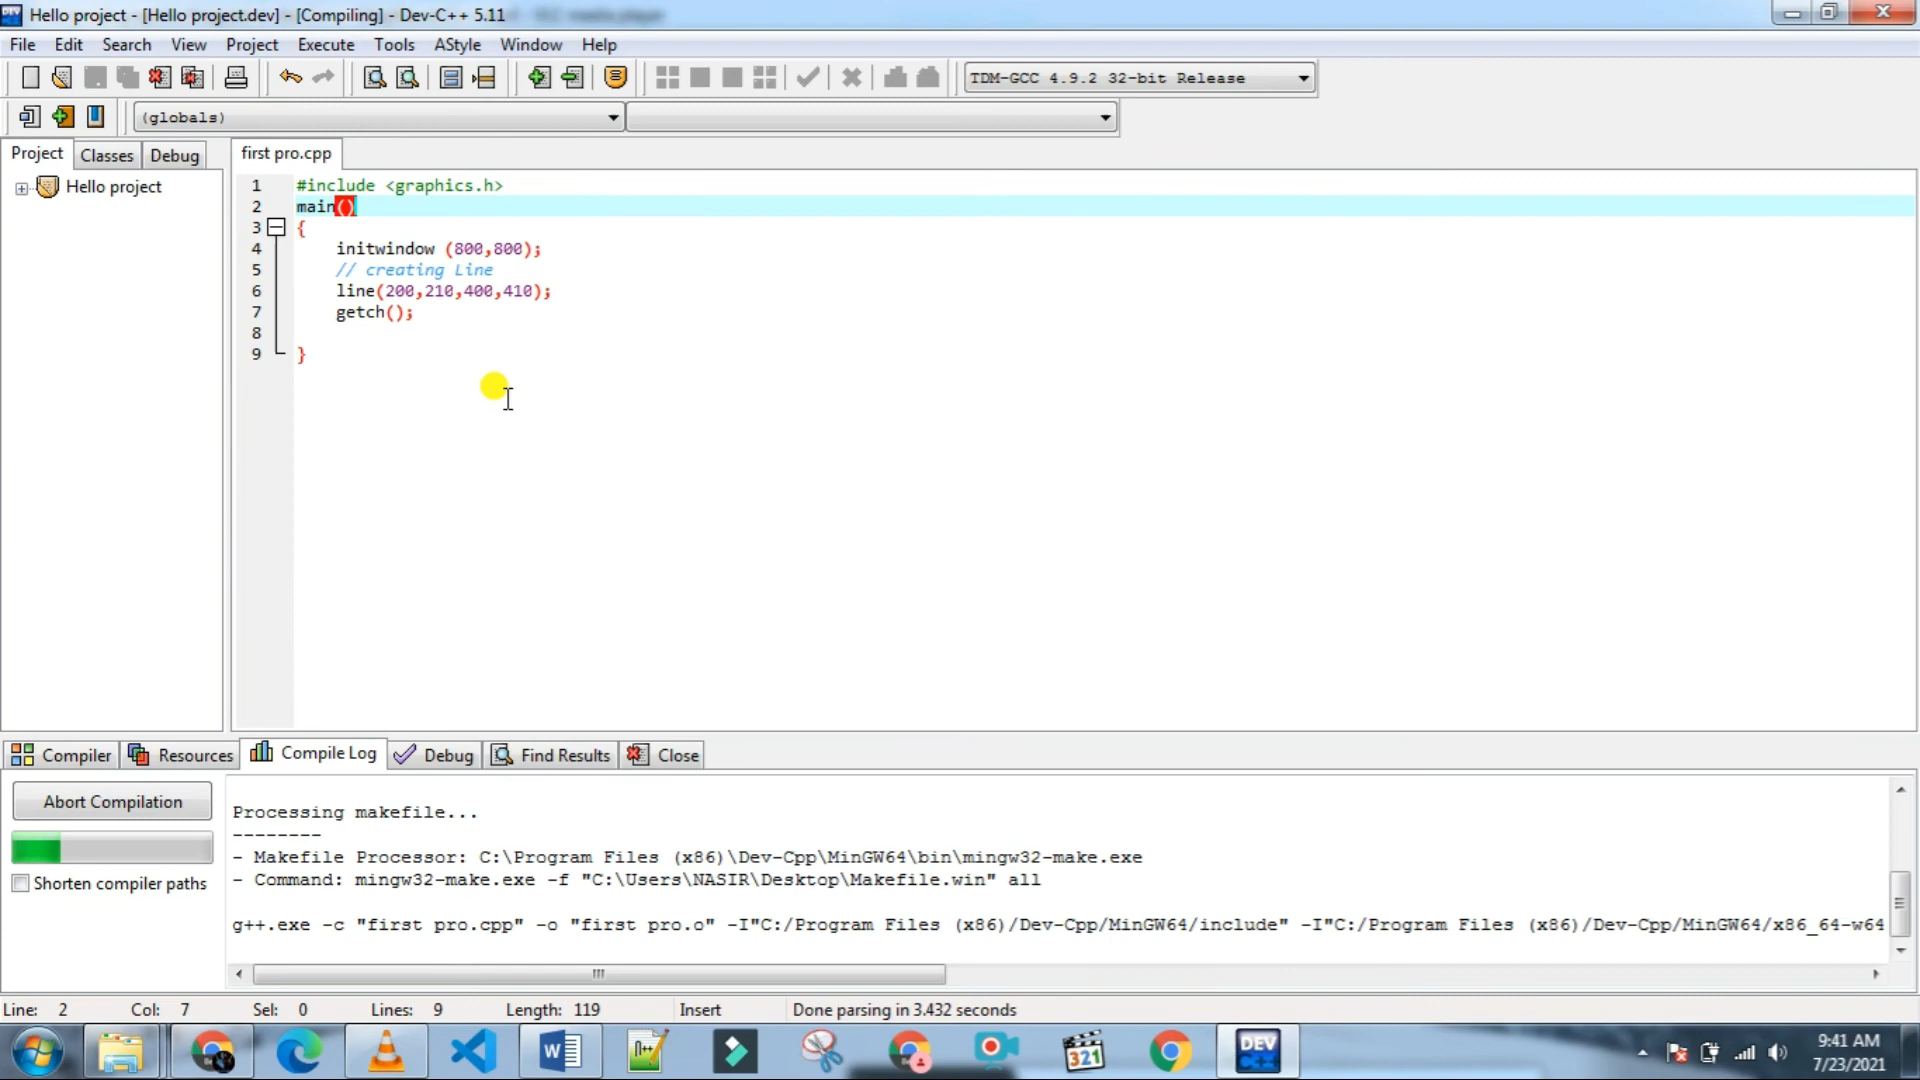 Hello project - [Hello project.dev] - [Compiling] - Dev-C++ 5.11
File Edit Search View Project Execute Tools AStyle Window Help
TDM-GCC 4.9.2 32-bit Release
(globals)
Project Classes Debug
Hello project
first pro.cpp
1 #include <graphics.h>
2 main()
3 {
4 initwindow (800,800);
5 // creating Line
6 line(200,210,400,410);
7 getch();
8
9 }
Compiler Resources Compile Log Debug Find Results Close
Abort Compilation
Shorten compiler paths
Processing makefile...
--------
- Makefile Processor: C:\Program Files (x86)\Dev-Cpp\MinGW64\bin\mingw32-make.exe
- Command: mingw32-make.exe -f "C:\Users\NASIR\Desktop\Makefile.win" all
g++.exe -c "first pro.cpp" -o "first pro.o" -I"C:/Program Files (x86)/Dev-Cpp/MinGW64/include" -I"C:/Program Files (x86)/Dev-Cpp/MinGW64/x86_64-w64
Line: 2 Col: 7 Sel: 0 Lines: 9 Length: 119 Insert Done parsing in 3.432 seconds
W
n++
321
DEV
C++
9:41 AM
7/23/2021